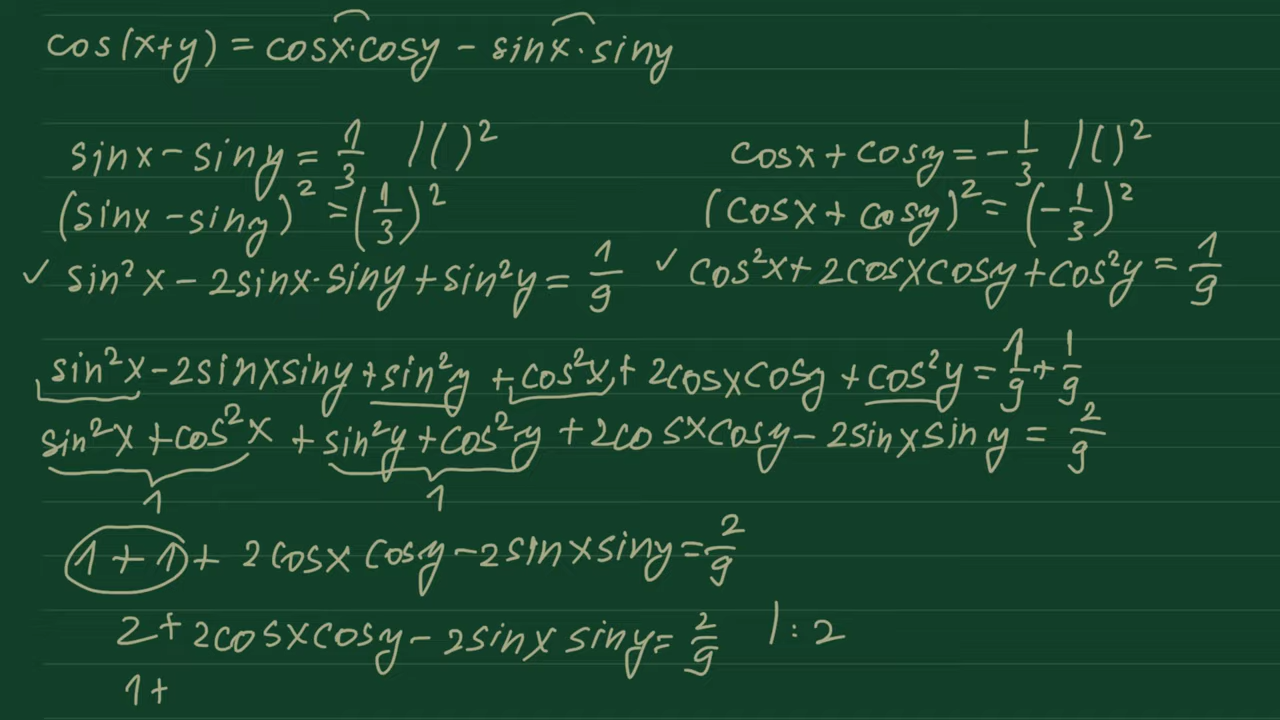 cos(x+y) = cosx·cosy - sinx·siny
sinx - siny = 1/3 /()²
cosx + cosy = -1/3 /()²
(sinx - siny)² = (1/3)²
(cosx + cosy)² = (-1/3)²
✓ sin²x - 2sinx·siny + sin²y = 1/9
✓ cos²x + 2cosxcosy + cos²y = 1/9
sin²x - 2sinxsiny + sin²y + cos²x + 2cosxcosy + cos²y = 1/9 + 1/9
sin²x + cos²x + sin²y + cos²y + 2cosxcosy - 2sinxsiny = 2/9
1 1
1 + 1 + 2cosxcosy - 2sinxsiny = 2/9
2 + 2cosxcosy - 2sinxsiny = 2/9 /:2
1+